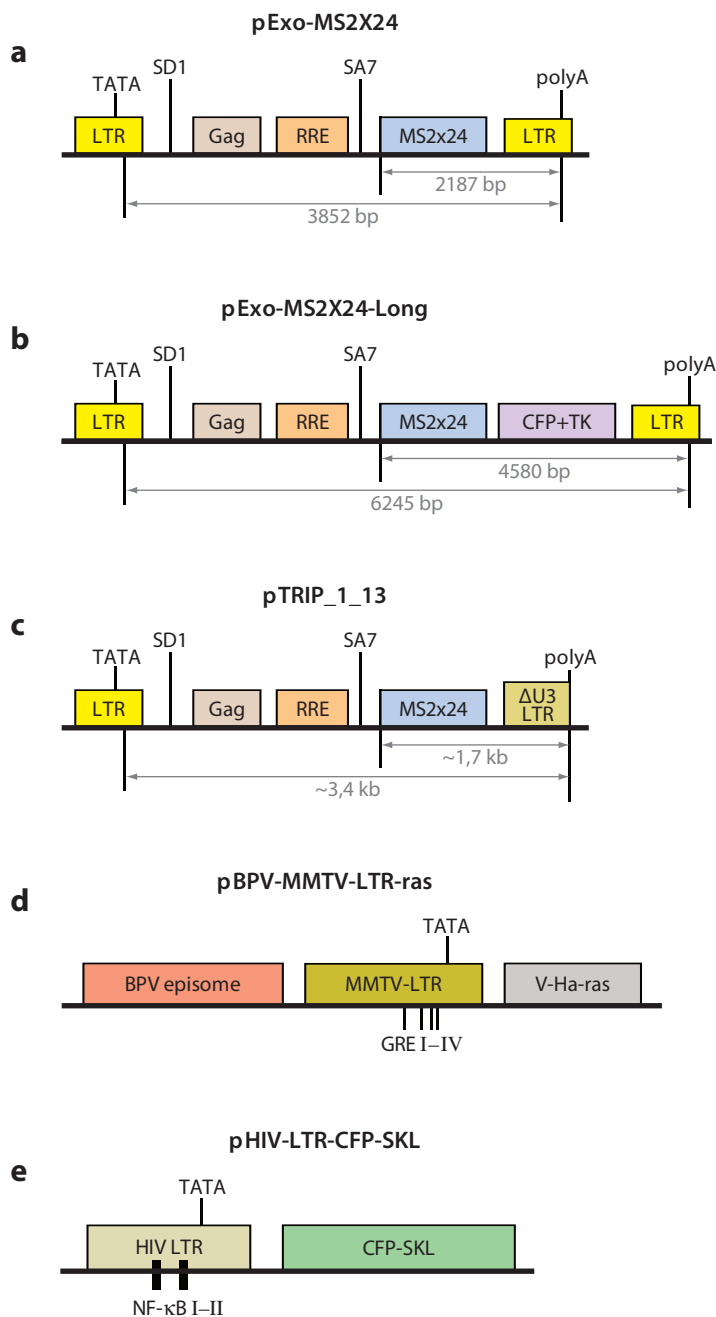 pExo-MS2X24
a
TATA SD1 SA7 polyA
LTR Gag RRE MS2x24 LTR
2187 bp
3852 bp
pExo-MS2X24-Long
b
TATA SD1 SA7 polyA
LTR Gag RRE MS2x24 CFP+TK LTR
4580 bp
6245 bp
pTRIP_1_13
c
TATA SD1 SA7 polyA
LTR Gag RRE MS2x24 ΔU3
LTR
~1,7 kb
~3,4 kb
pBPV-MMTV-LTR-ras
d
TATA
BPV episome MMTV-LTR V-Ha-ras
GRE I–IV
pHIV-LTR-CFP-SKL
e
TATA
HIV LTR CFP-SKL
NF-κB I–II